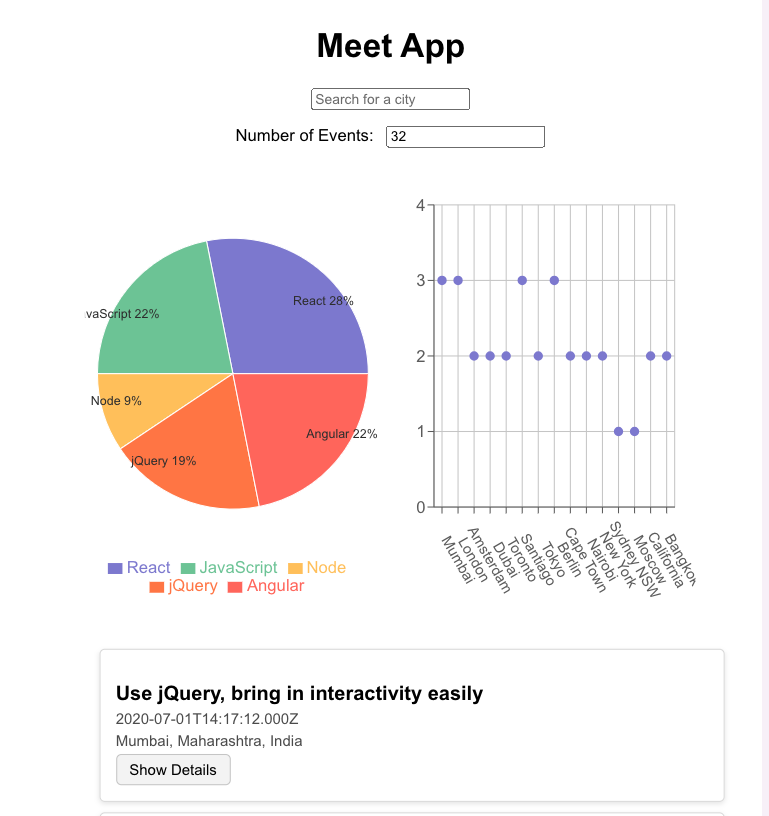 Meet App
Search for a city
Number of Events: 32
React 28%
vaScript 22%
Node 9%
jQuery 19%
Angular 22%
React JavaScript Node
jQuery Angular
4
3
2
1
0
Mumbai
London
Amsterdam
Dubai
Toronto
Santiago
Tokyo
Berlin
Cape Town
Nairobi
New York
Sydney NSW
Moscow
California
Bangkok
Use jQuery, bring in interactivity easily
2020-07-01T14:17:12.000Z
Mumbai, Maharashtra, India
Show Details